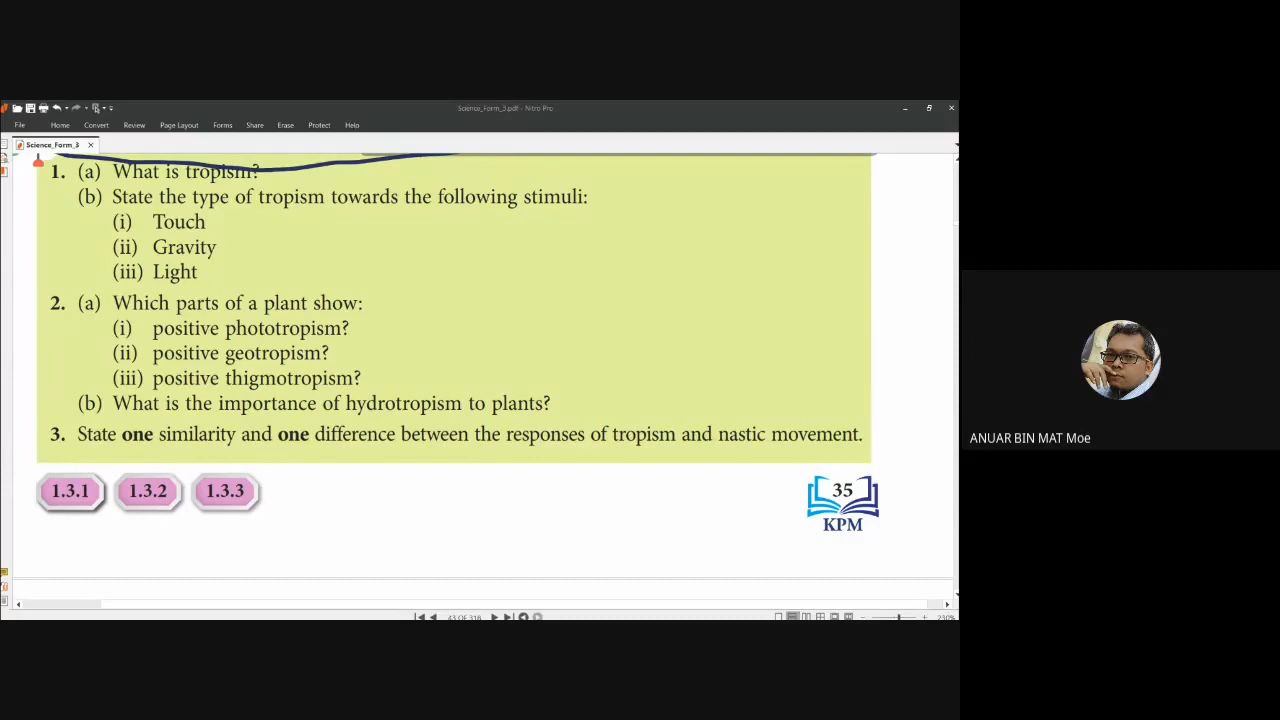 Science_Form_3.pdf - Nitro Pro
File Home Convert Review Page Layout Forms Share Erase Protect Help
Science_Form_3
1. (a) What is tropism?
(b) State the type of tropism towards the following stimuli:
(i) Touch
(ii) Gravity
(iii) Light
2. (a) Which parts of a plant show:
(i) positive phototropism?
(ii) positive geotropism?
(iii) positive thigmotropism?
(b) What is the importance of hydrotropism to plants?
3. State one similarity and one difference between the responses of tropism and nastic movement.
1.3.1 1.3.2 1.3.3
35
KPM
ANUAR BIN MAT Moe
43 OF 318
230%